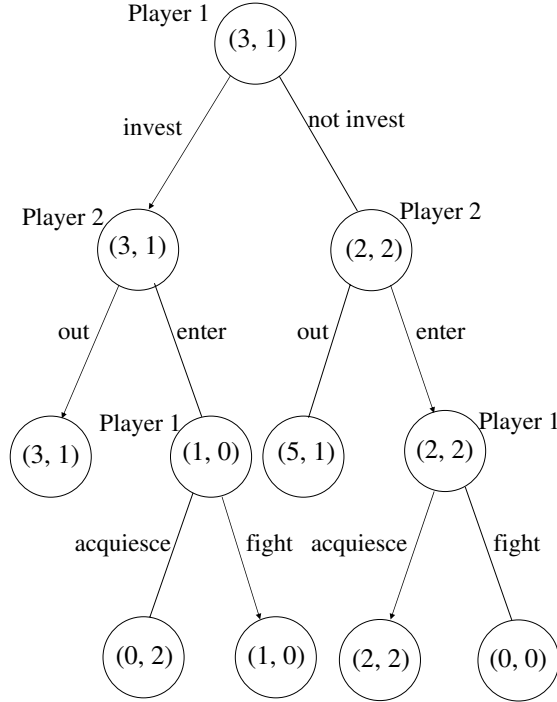 Player 1
(3, 1)
invest
not invest
Player 2
Player 2
(3, 1)
(2, 2)
out
enter
out
enter
Player 1
Player 1
(3, 1)
(1, 0)
(5, 1)
(2, 2)
acquiesce
fight
acquiesce
fight
(0, 2)
(1, 0)
(2, 2)
(0, 0)